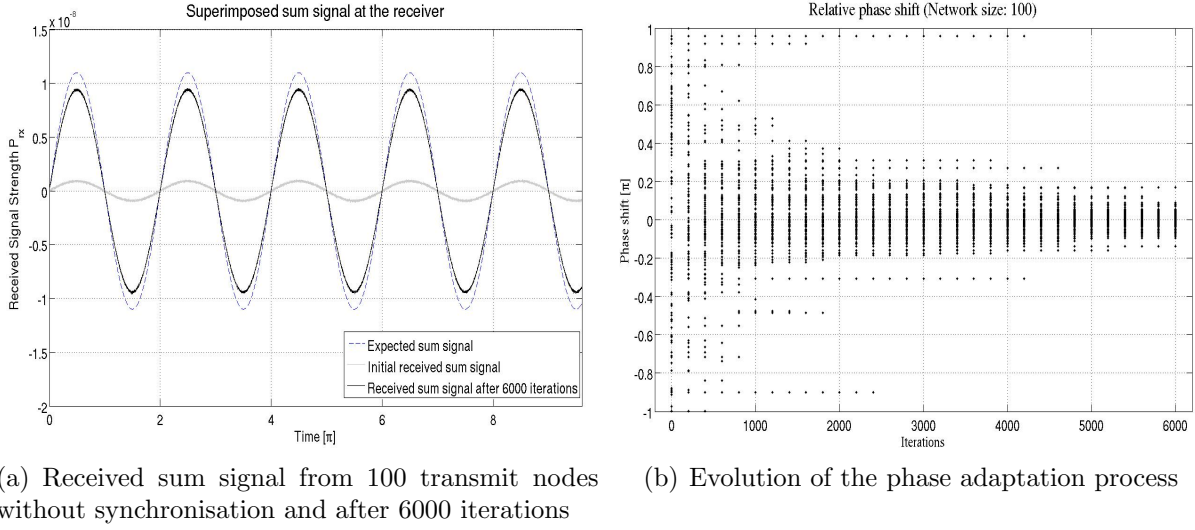 Superimposed sum signal at the receiver
1.5 x 10^-8
1
0.5
0
-0.5
-1
-1.5
-2
Received Signal Strength P_rx
Expected sum signal
Initial received sum signal
Received sum signal after 6000 iterations
0 2 4 6 8
Time [π]
(a) Received sum signal from 100 transmit nodes
without synchronisation and after 6000 iterations
Relative phase shift (Network size: 100)
1
0.8
0.6
0.4
0.2
0
-0.2
-0.4
-0.6
-0.8
-1
Phase shift [π]
0 1000 2000 3000 4000 5000 6000
Iterations
(b) Evolution of the phase adaptation process